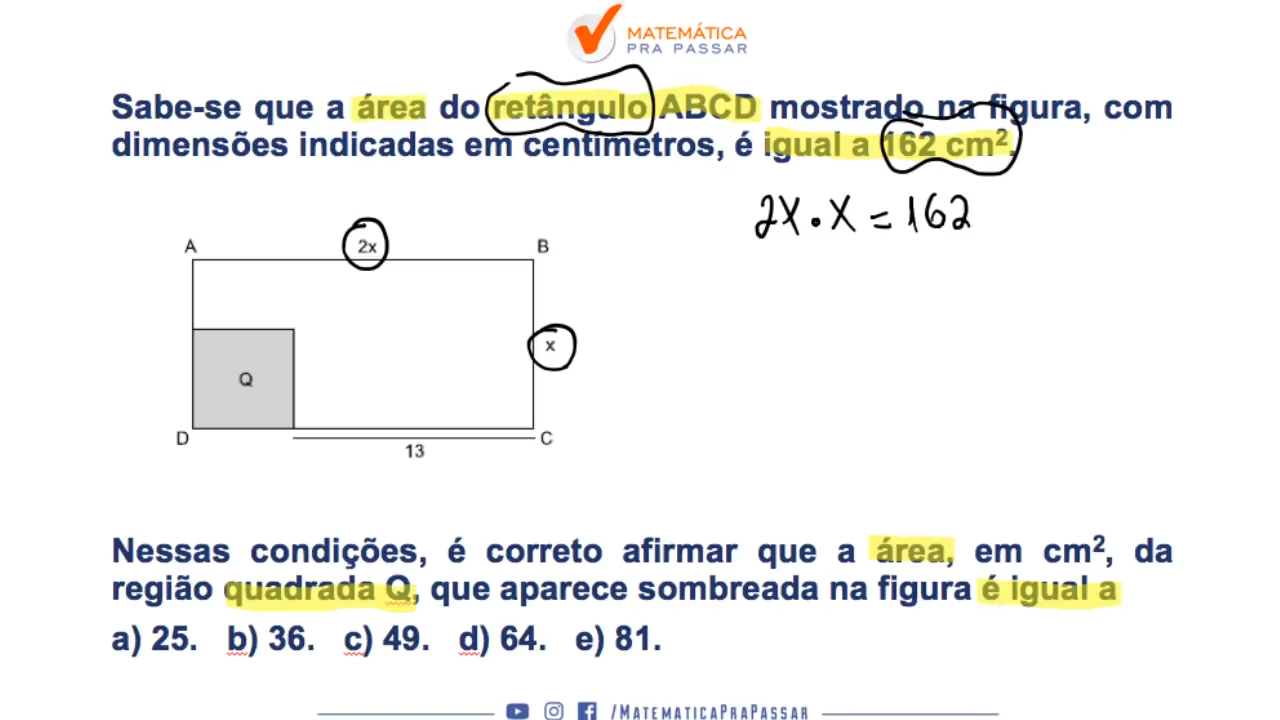 MATEMÁTICA
PRA PASSAR
Sabe-se que a área do retângulo ABCD mostrado na figura, com
dimensões indicadas em centímetros, é igual a 162 cm².
2X . X = 162
A
2x
B
x
Q
D
C
13
Nessas condições, é correto afirmar que a área, em cm², da
região quadrada Q, que aparece sombreada na figura é igual a
a) 25. b) 36. c) 49. d) 64. e) 81.
/MATEMATICAPRAPASSAR